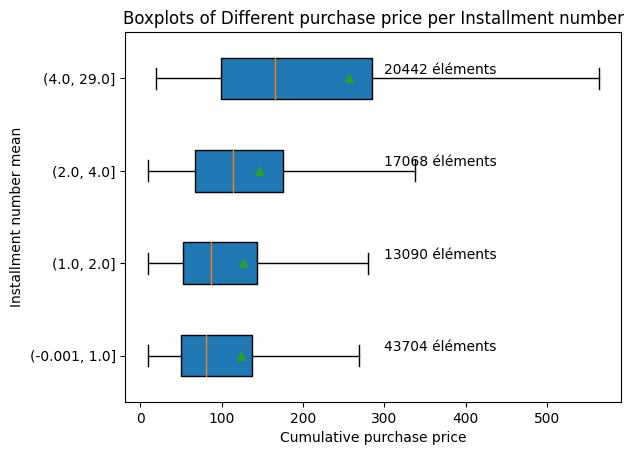 Boxplots of Different purchase price per Installment number
(4.0, 29.0]
20442 éléments
(2.0, 4.0]
17068 éléments
(1.0, 2.0]
13090 éléments
(-0.001, 1.0]
43704 éléments
Installment number mean
0 100 200 300 400 500
Cumulative purchase price